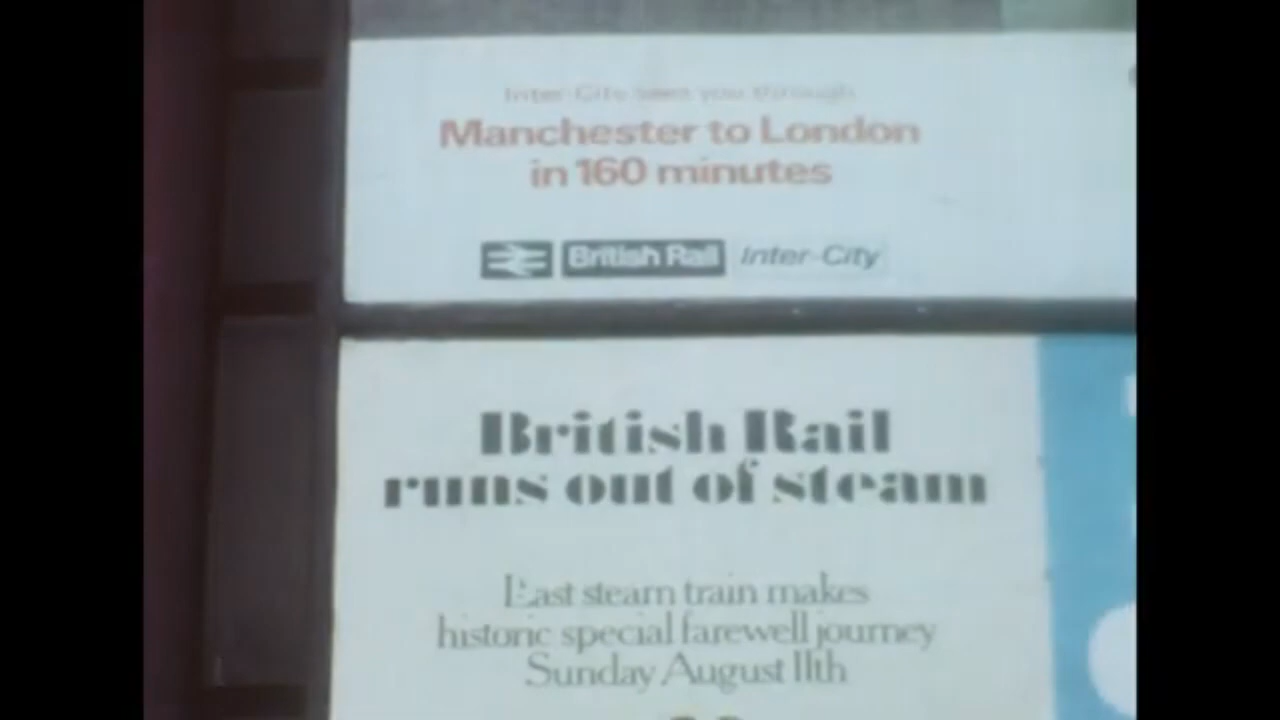 Inter-City sees you through
Manchester to London
in 160 minutes
British Rail Inter-City
British Rail
runs out of steam
Last steam train makes
historic special farewell journey
Sunday August 11th